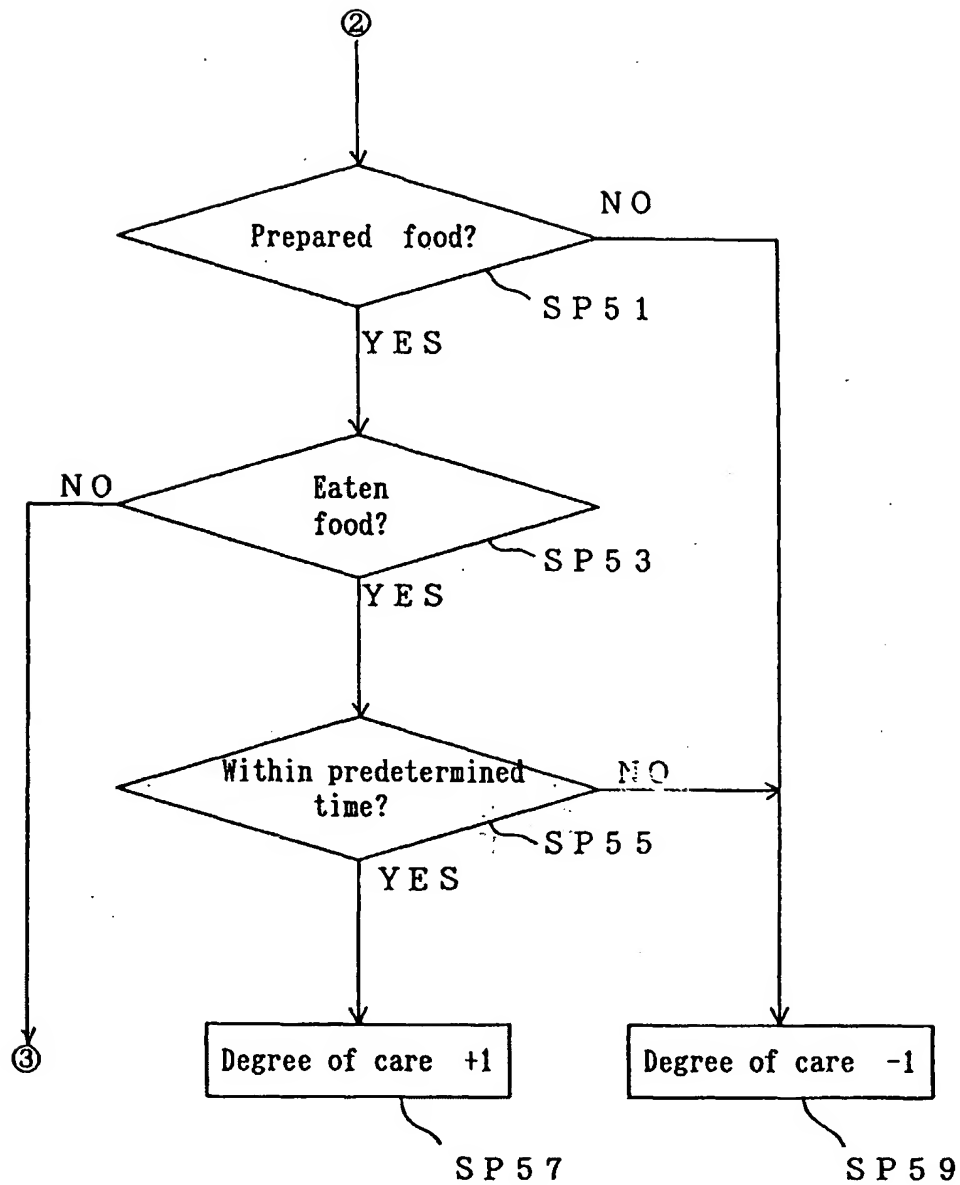 ②
Prepared food?
NO
SP51
YES
NO
Eaten
food?
SP53
YES
Within predetermined
time?
NO
SP55
YES
③
Degree of care +1
Degree of care -1
SP57
SP59